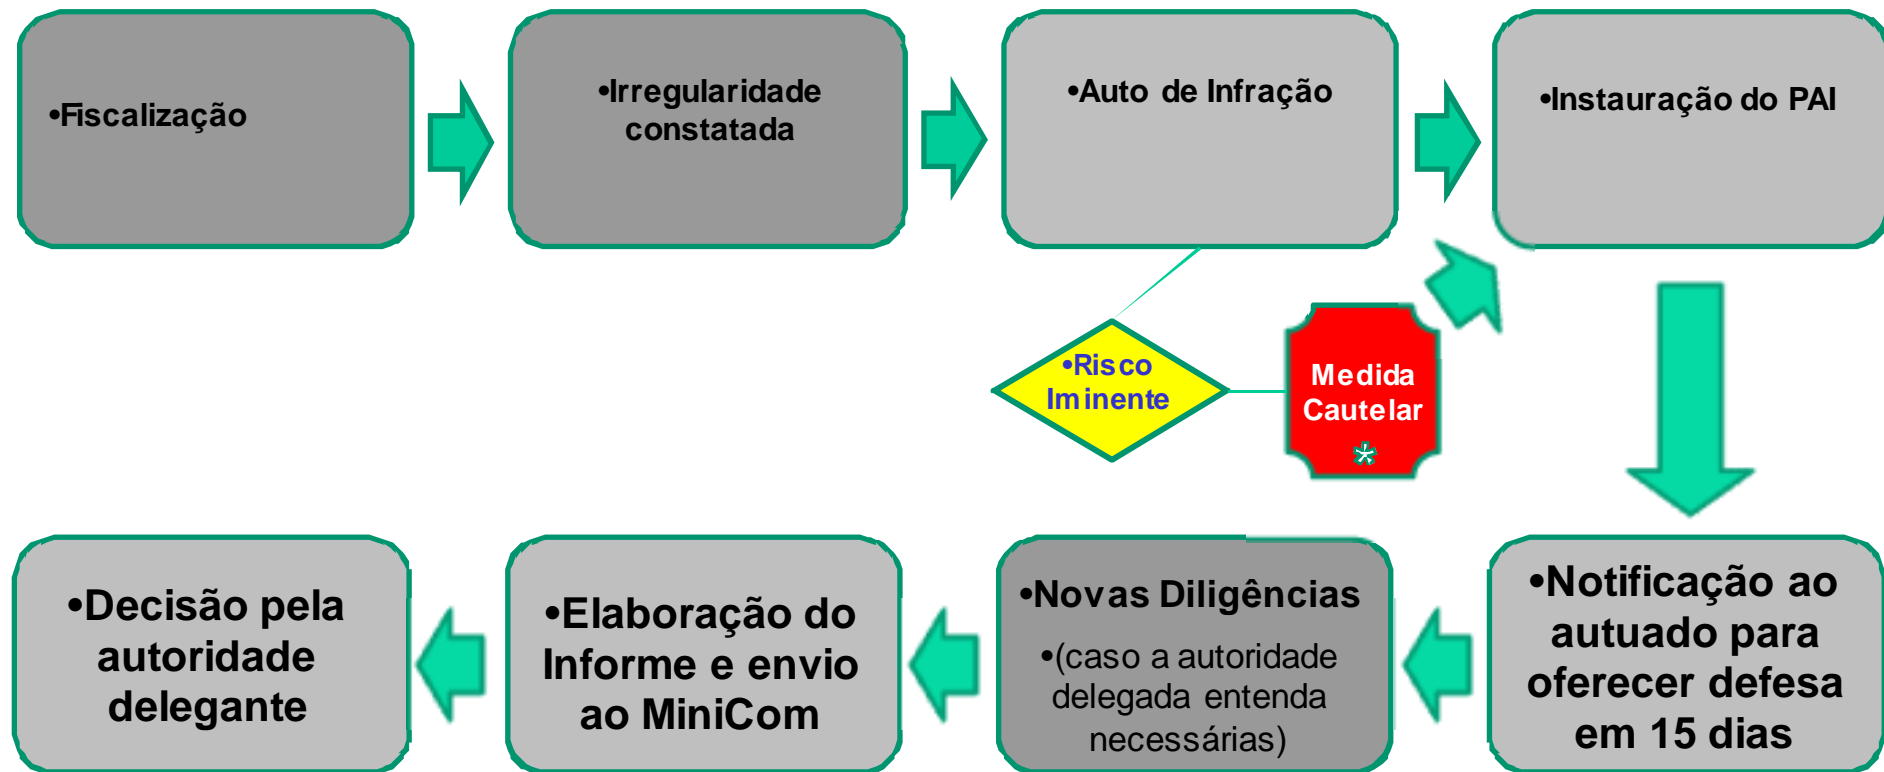 •Fiscalização
•Irregularidade
constatada
•Auto de Infração
•Instauração do PAI
•Risco
Iminente
Medida
Cautelar
*
•Notificação ao
autuado para
oferecer defesa
em 15 dias
•Novas Diligências
•(caso a autoridade
delegada entenda
necessárias)
•Elaboração do
Informe e envio
ao MiniCom
•Decisão pela
autoridade
delegante